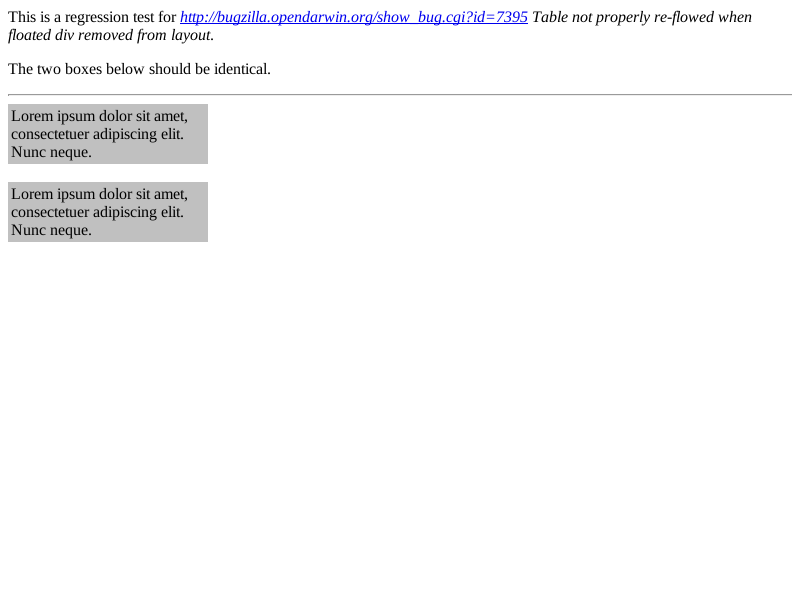 This is a regression test for http://bugzilla.opendarwin.org/show_bug.cgi?id=7395 Table not properly re-flowed when
floated div removed from layout.
The two boxes below should be identical.
Lorem ipsum dolor sit amet,
consectetuer adipiscing elit.
Nunc neque.
Lorem ipsum dolor sit amet,
consectetuer adipiscing elit.
Nunc neque.